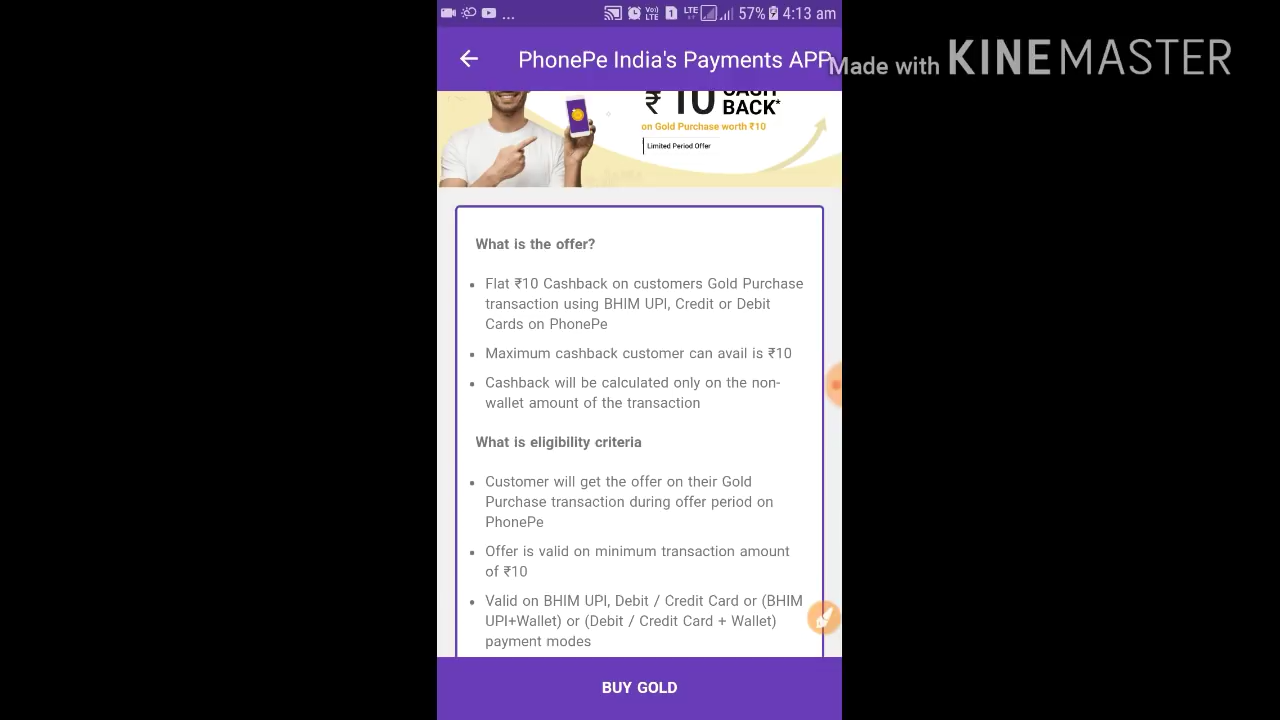 ... VoLTE 1 LTE 57% 4:13 am
PhonePe India's Payments APP
Made with KINEMASTER
₹ 10 CASH
BACK*
on Gold Purchase worth ₹10
Limited Period Offer
What is the offer?
• Flat ₹10 Cashback on customers Gold Purchase
transaction using BHIM UPI, Credit or Debit
Cards on PhonePe
• Maximum cashback customer can avail is ₹10
• Cashback will be calculated only on the non-
wallet amount of the transaction
What is eligibility criteria
• Customer will get the offer on their Gold
Purchase transaction during offer period on
PhonePe
• Offer is valid on minimum transaction amount
of ₹10
• Valid on BHIM UPI, Debit / Credit Card or (BHIM
UPI+Wallet) or (Debit / Credit Card + Wallet)
payment modes
BUY GOLD